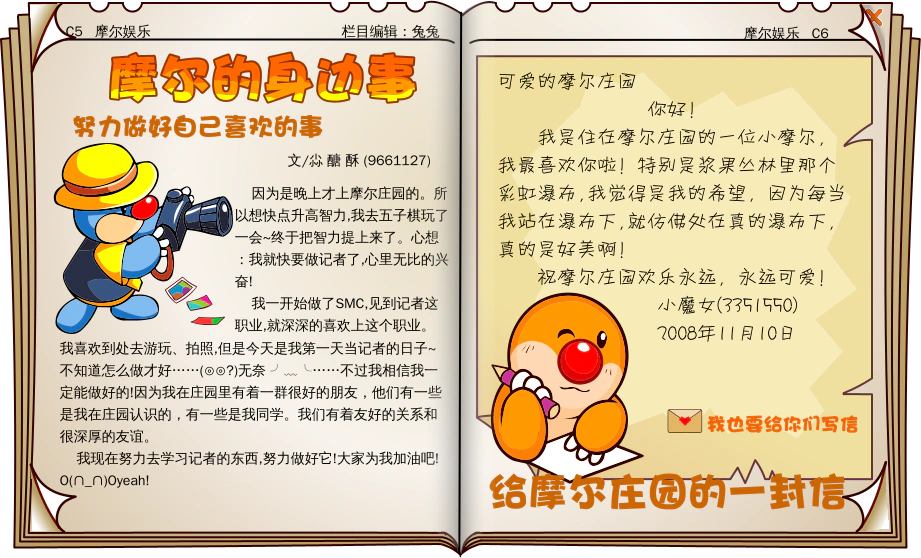 C5 摩尔娱乐
栏目编辑：兔兔
摩尔的身边事
努力做好自己喜欢的事
文/尛 醣 酥 (9661127)
因为是晚上才上摩尔庄园的。所
以想快点升高智力,我去五子棋玩了
一会~终于把智力提上来了。心想
：我就快要做记者了,心里无比的兴
奋!
我一开始做了SMC,见到记者这
职业,就深深的喜欢上这个职业。
我喜欢到处去游玩、拍照,但是今天是我第一天当记者的日子~
不知道怎么做才好……(⊙⊙?)无奈╯﹏╰……不过我相信我一
定能做好的!因为我在庄园里有着一群很好的朋友，他们有一些
是我在庄园认识的，有一些是我同学。我们有着友好的关系和
很深厚的友谊。
我现在努力去学习记者的东西,努力做好它!大家为我加油吧!
O(∩_∩)Oyeah!
摩尔娱乐 C6
可爱的摩尔庄园
你好！
我是住在摩尔庄园的一位小摩尔，
我最喜欢你啦！特别是浆果丛林里那个
彩虹瀑布,我觉得是我的希望，因为每当
我站在瀑布下,就仿佛处在真的瀑布下，
真的是好美啊！
祝摩尔庄园欢乐永远，永远可爱！
小魔女(3351550)
2008年11月10日
我也要给你们写信
给摩尔庄园的一封信